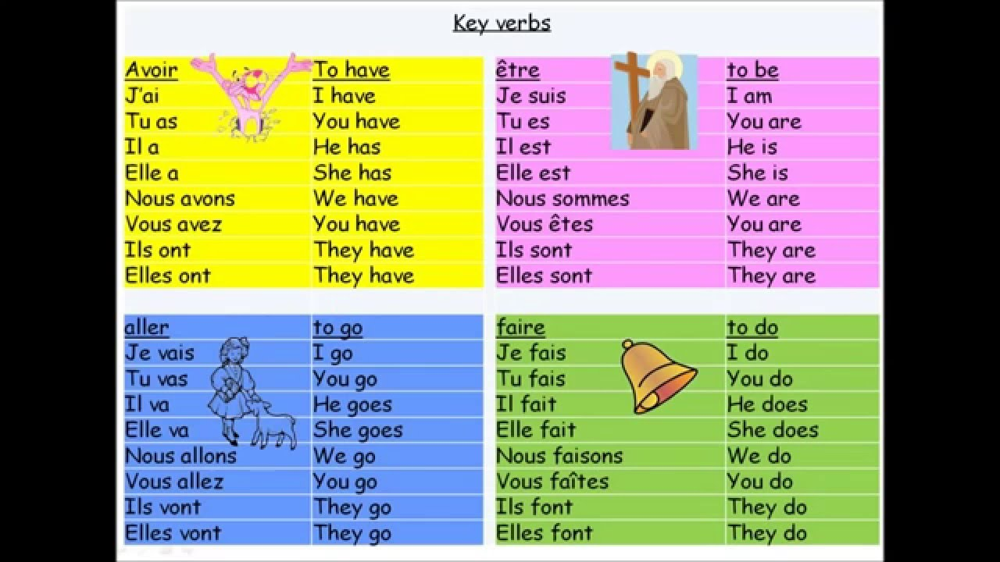 Key verbs
Avoir To have
J'ai I have
Tu as You have
Il a He has
Elle a She has
Nous avons We have
Vous avez You have
Ils ont They have
Elles ont They have
être to be
Je suis I am
Tu es You are
Il est He is
Elle est She is
Nous sommes We are
Vous êtes You are
Ils sont They are
Elles sont They are
aller to go
Je vais I go
Tu vas You go
Il va He goes
Elle va She goes
Nous allons We go
Vous allez You go
Ils vont They go
Elles vont They go
faire to do
Je fais I do
Tu fais You do
Il fait He does
Elle fait She does
Nous faisons We do
Vous faîtes You do
Ils font They do
Elles font They do